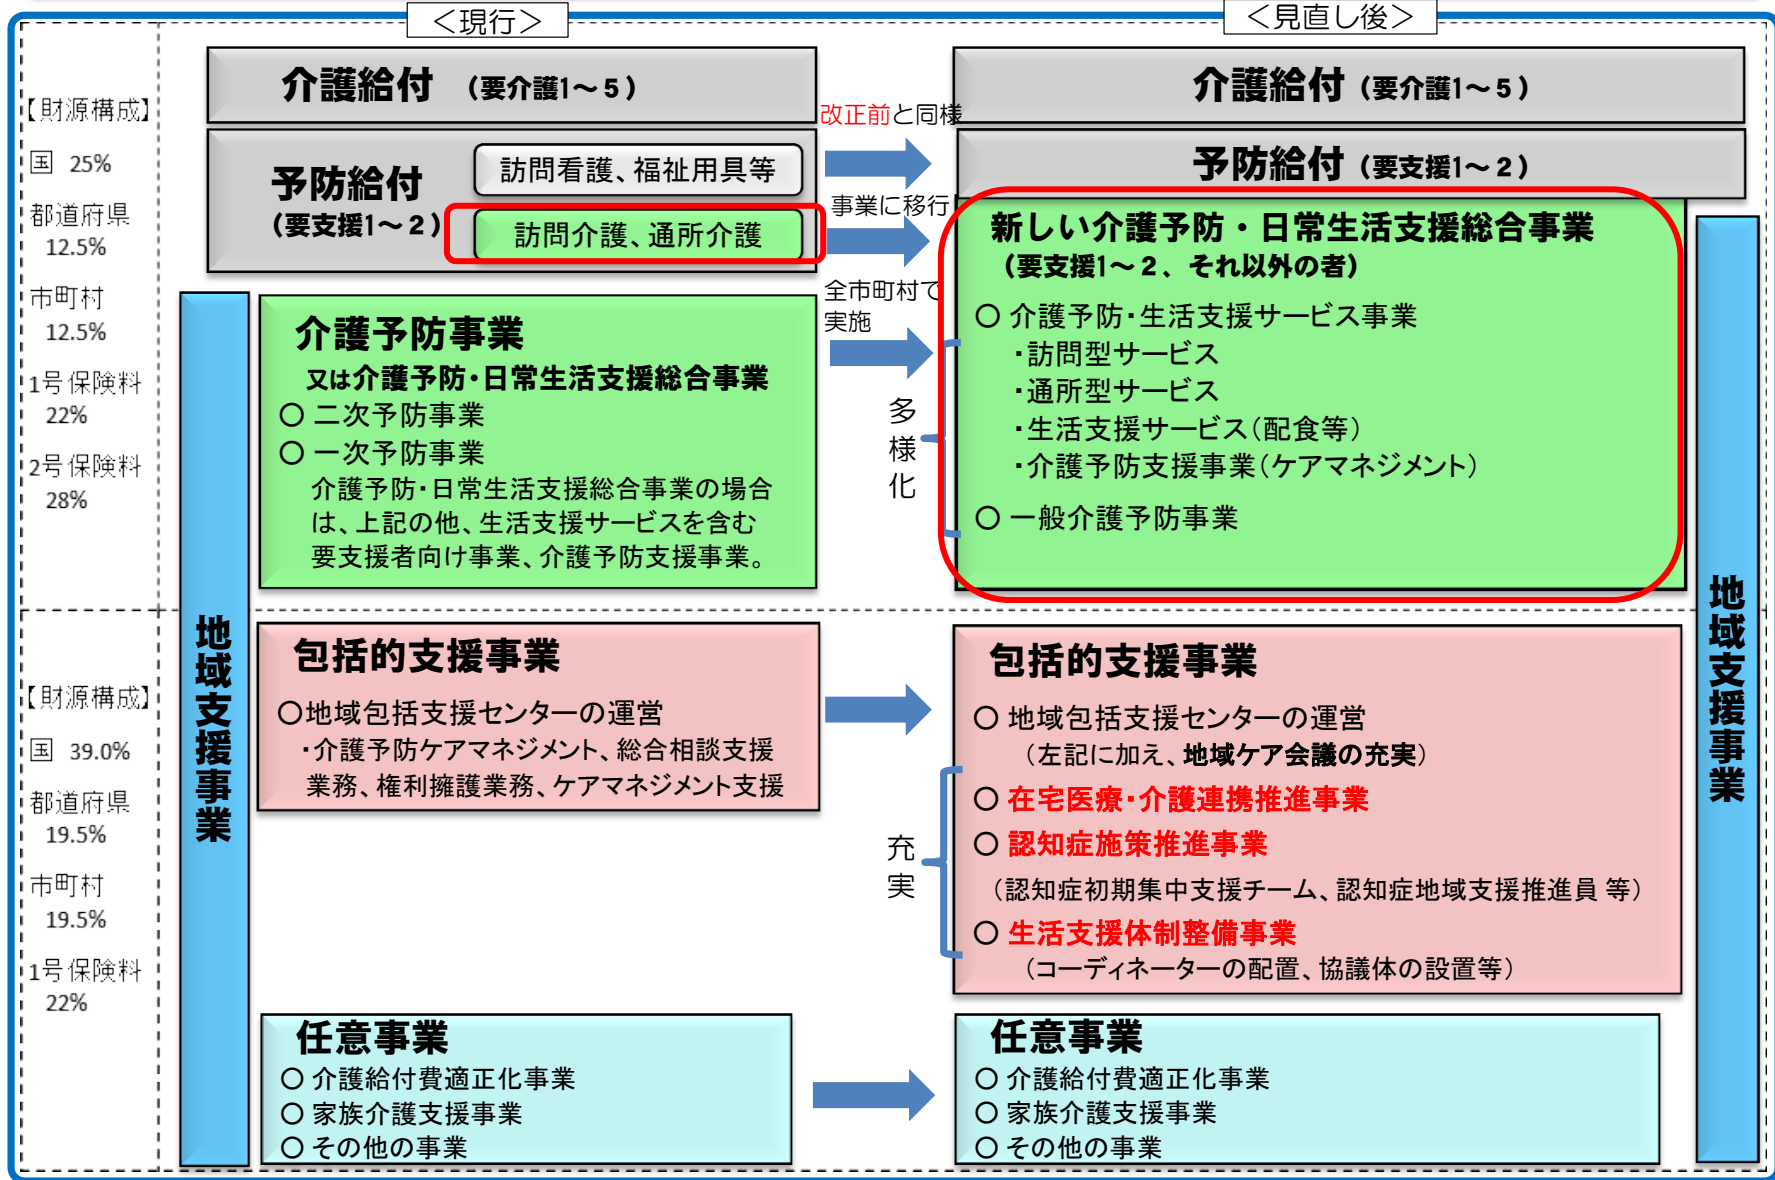 ＜現行＞
＜見直し後＞
【財源構成】
国 25%
都道府県
12.5%
市町村
12.5%
1号保険料
22%
2号保険料
28%
【財源構成】
国 39.0%
都道府県
19.5%
市町村
19.5%
1号保険料
22%
介護給付 （要介護1～5）
予防給付
（要支援1～2）
訪問看護、福祉用具等
訪問介護、通所介護
地域支援事業
介護予防事業
又は介護予防・日常生活支援総合事業
○ 二次予防事業
○ 一次予防事業
介護予防・日常生活支援総合事業の場合
は、上記の他、生活支援サービスを含む
要支援者向け事業、介護予防支援事業。
包括的支援事業
○地域包括支援センターの運営
・介護予防ケアマネジメント、総合相談支援
業務、権利擁護業務、ケアマネジメント支援
任意事業
○ 介護給付費適正化事業
○ 家族介護支援事業
○ その他の事業
改正前と同様
事業に移行
全市町村で
実施
多様化
充実
介護給付（要介護1～5）
予防給付（要支援1～2）
新しい介護予防・日常生活支援総合事業
（要支援1～2、それ以外の者）
○ 介護予防・生活支援サービス事業
・訪問型サービス
・通所型サービス
・生活支援サービス（配食等）
・介護予防支援事業（ケアマネジメント）
○ 一般介護予防事業
包括的支援事業
○ 地域包括支援センターの運営
（左記に加え、地域ケア会議の充実）
○ 在宅医療・介護連携推進事業
○ 認知症施策推進事業
（認知症初期集中支援チーム、認知症地域支援推進員 等）
○ 生活支援体制整備事業
（コーディネーターの配置、協議体の設置等）
任意事業
○ 介護給付費適正化事業
○ 家族介護支援事業
○ その他の事業
地域支援事業